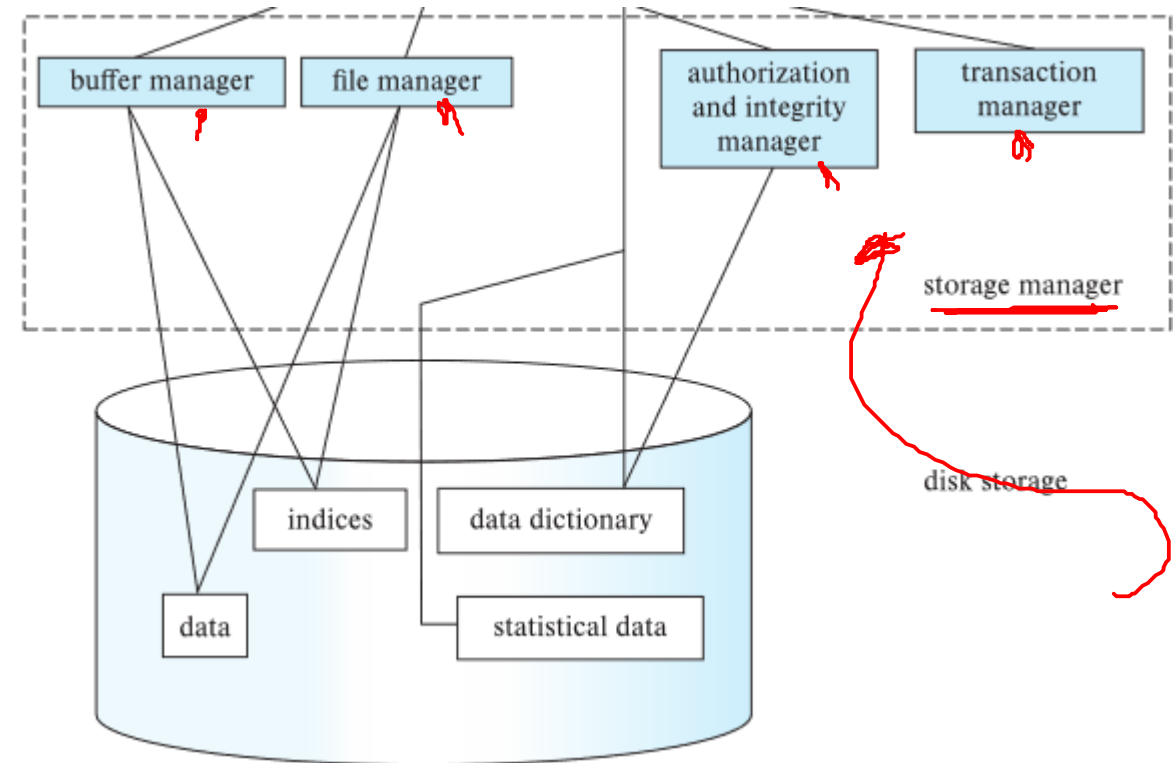 buffer manager
file manager
authorization
and integrity
manager
transaction
manager
storage manager
disk storage
indices
data dictionary
data
statistical data